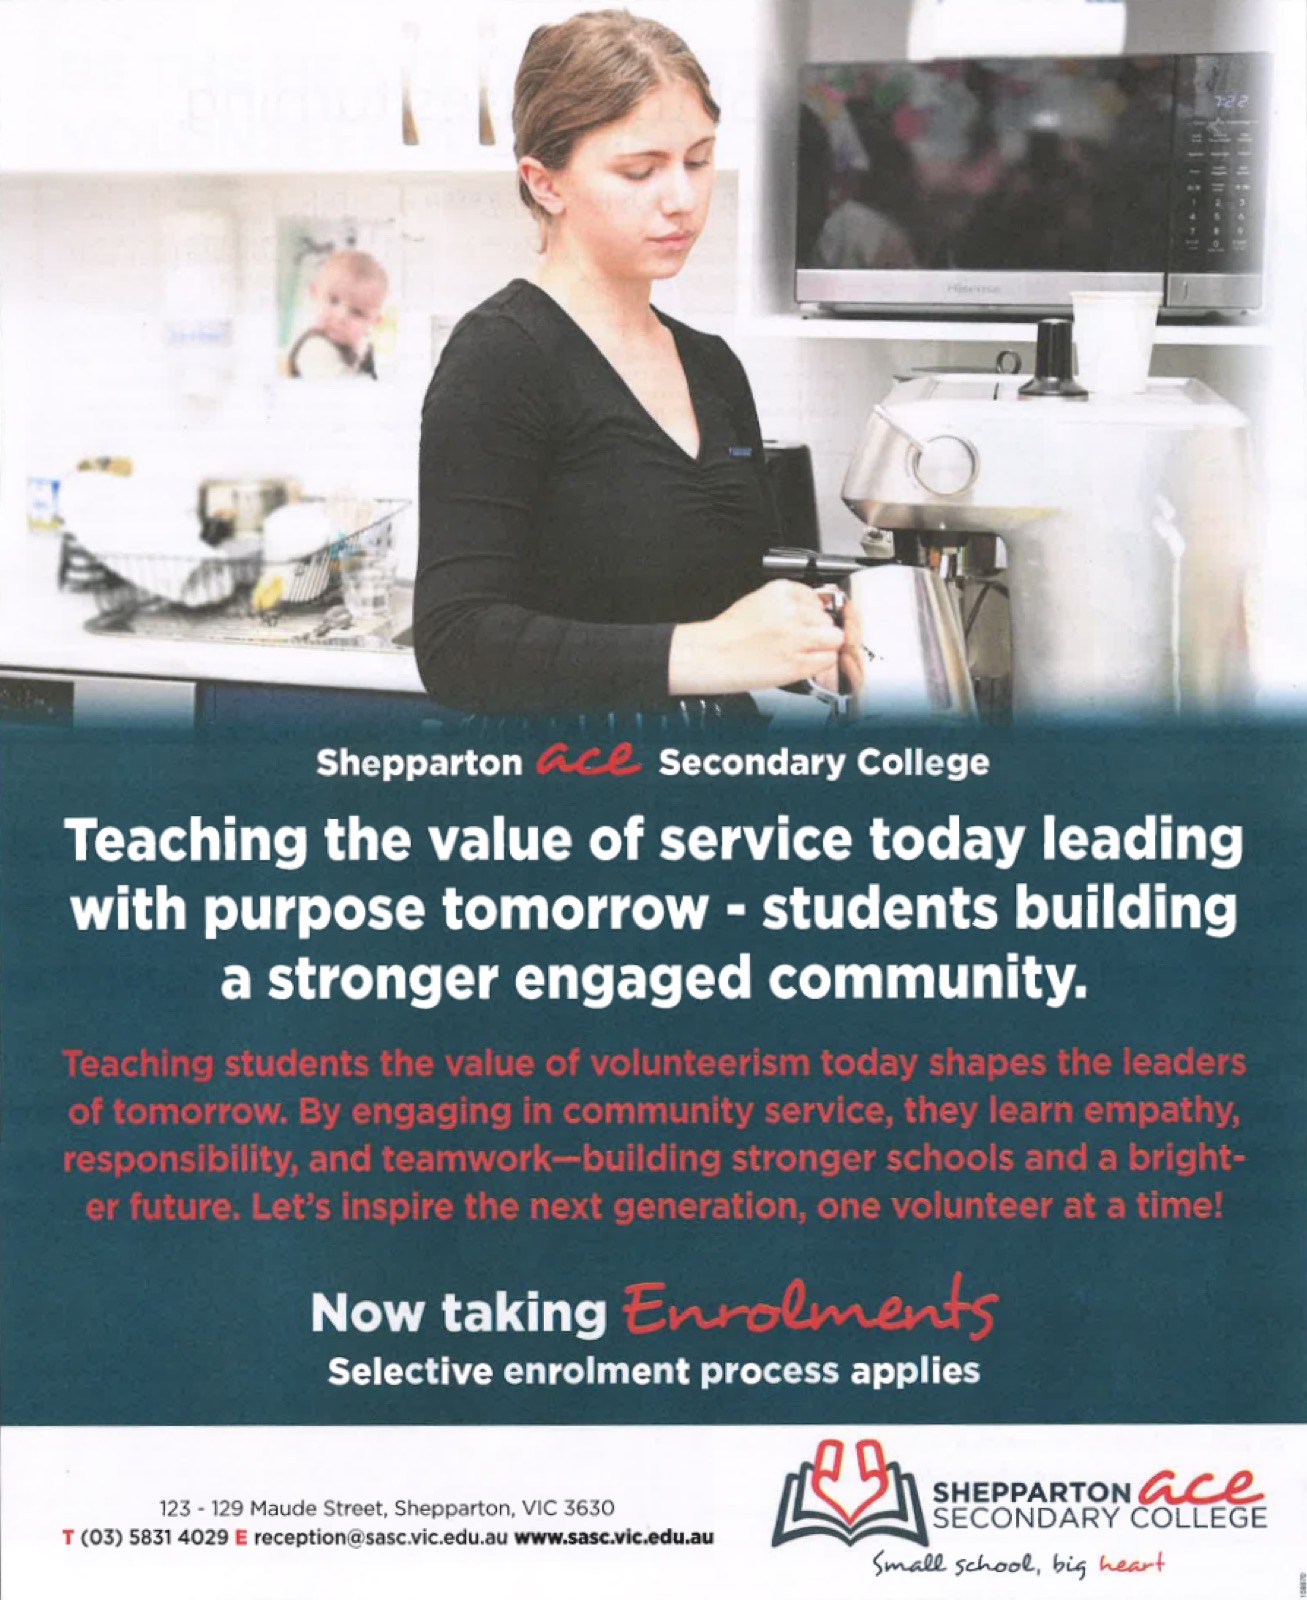 7:22
Hisense
Shepparton ace Secondary College
Teaching the value of service today leading
with purpose tomorrow - students building
a stronger engaged community.
Teaching students the value of volunteerism today shapes the leaders
of tomorrow. By engaging in community service, they learn empathy,
responsibility, and teamwork—building stronger schools and a bright-
er future. Let's inspire the next generation, one volunteer at a time!
Now taking Enrolments
Selective enrolment process applies
123 - 129 Maude Street, Shepparton, VIC 3630
T (03) 5831 4029 E reception@sasc.vic.edu.au www.sasc.vic.edu.au
SHEPPARTON ace
SECONDARY COLLEGE
Small school, big heart